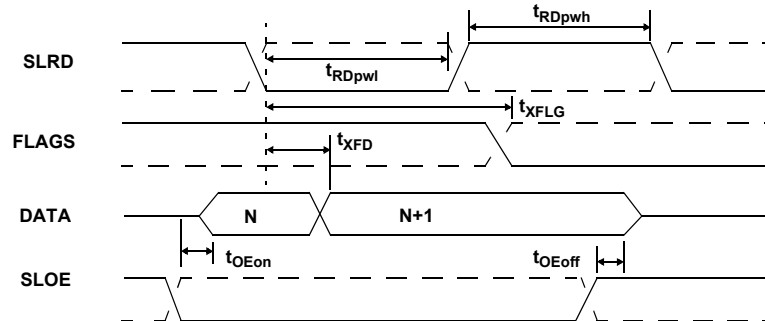 t_RDpwh
SLRD
t_RDpwl
t_XFLG
FLAGS
t_XFD
DATA
N
N+1
t_OEon
t_OEoff
SLOE